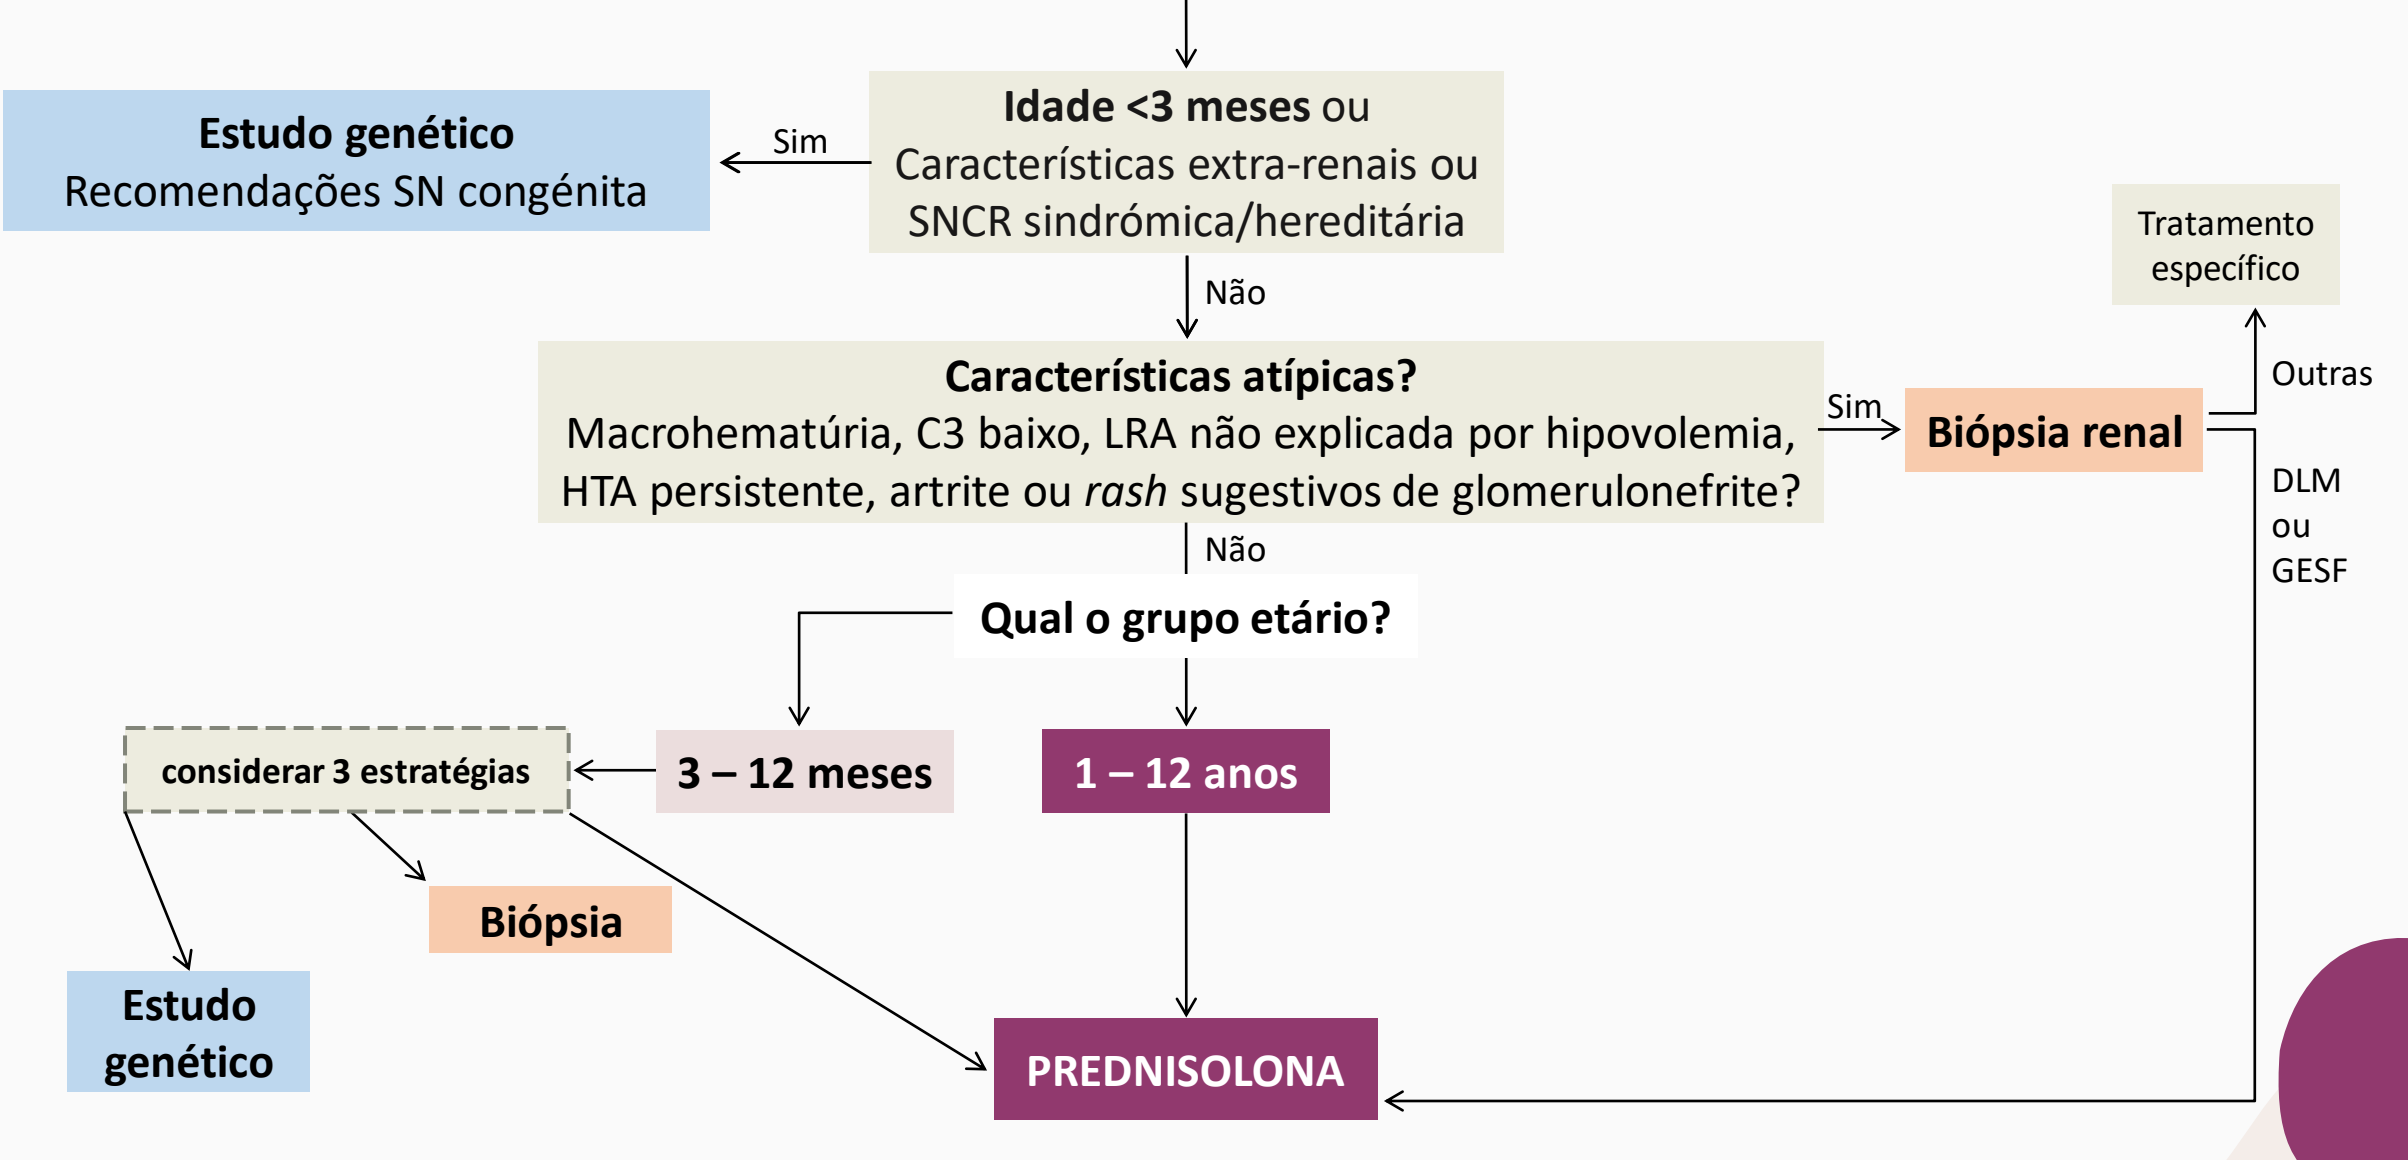 Idade <3 meses ou
Características extra-renais ou
SNCR sindrómica/hereditária
Sim
Estudo genético
Recomendações SN congénita
Não
Características atípicas?
Macrohematúria, C3 baixo, LRA não explicada por hipovolemia,
HTA persistente, artrite ou rash sugestivos de glomerulonefrite?
Sim
Biópsia renal
Outras
Tratamento
específico
DLM
ou
GESF
Não
Qual o grupo etário?
3 – 12 meses
1 – 12 anos
considerar 3 estratégias
Biópsia
Estudo
genético
PREDNISOLONA